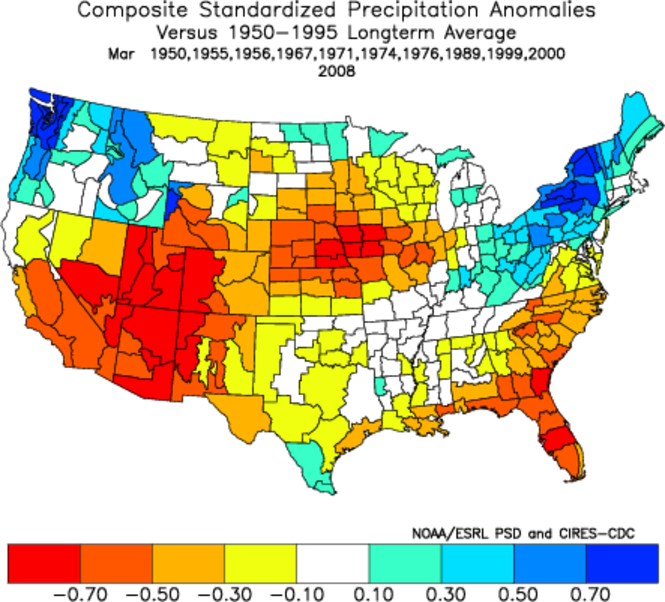 Composite Standardized Precipitation Anomalies
Versus 1950-1995 Longterm Average
Mar 1950,1955,1956,1967,1971,1974,1976,1989,1999,2000
2008
NOAA/ESRL PSD and CIRES-CDC
-0.70 -0.50 -0.30 -0.10 0.10 0.30 0.50 0.70